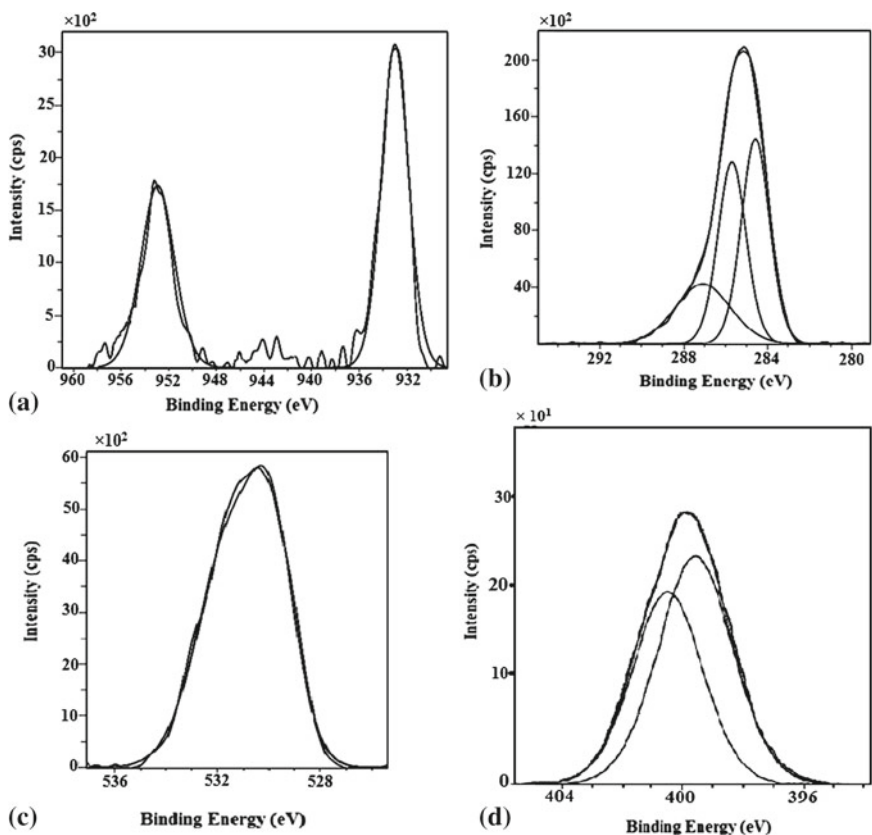 ×10²
30
25
20
15
10
5
0
Intensity (cps)
960 956 952 948 944 940 936 932
Binding Energy (eV)
(a)
×10²
200
160
120
80
40
Intensity (cps)
292 288 284 280
Binding Energy (eV)
(b)
×10²
60
50
40
30
20
10
0
Intensity (cps)
536 532 528
Binding Energy (eV)
(c)
× 10¹
30
20
10
0
Intensity (cps)
404 400 396
Binding Energy (eV)
(d)